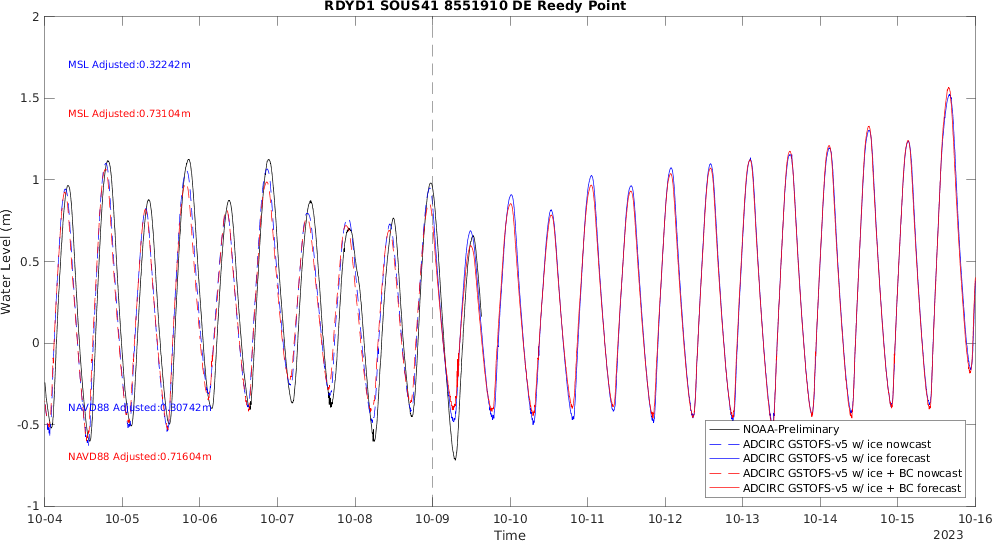 RDYD1 SOUS41 8551910 DE Reedy Point
2
1.5
1
0.5
0
-0.5
-1
Water Level (m)
MSL Adjusted:0.32242m
MSL Adjusted:0.73104m
NAVD88 Adjusted:0.30742m
NAVD88 Adjusted:0.71604m
NOAA-Preliminary
ADCIRC GSTOFS-v5 w/ ice nowcast
ADCIRC GSTOFS-v5 w/ ice forecast
ADCIRC GSTOFS-v5 w/ ice + BC nowcast
ADCIRC GSTOFS-v5 w/ ice + BC forecast
10-04 10-05 10-06 10-07 10-08 10-09 10-10 10-11 10-12 10-13 10-14 10-15 10-16
Time
2023